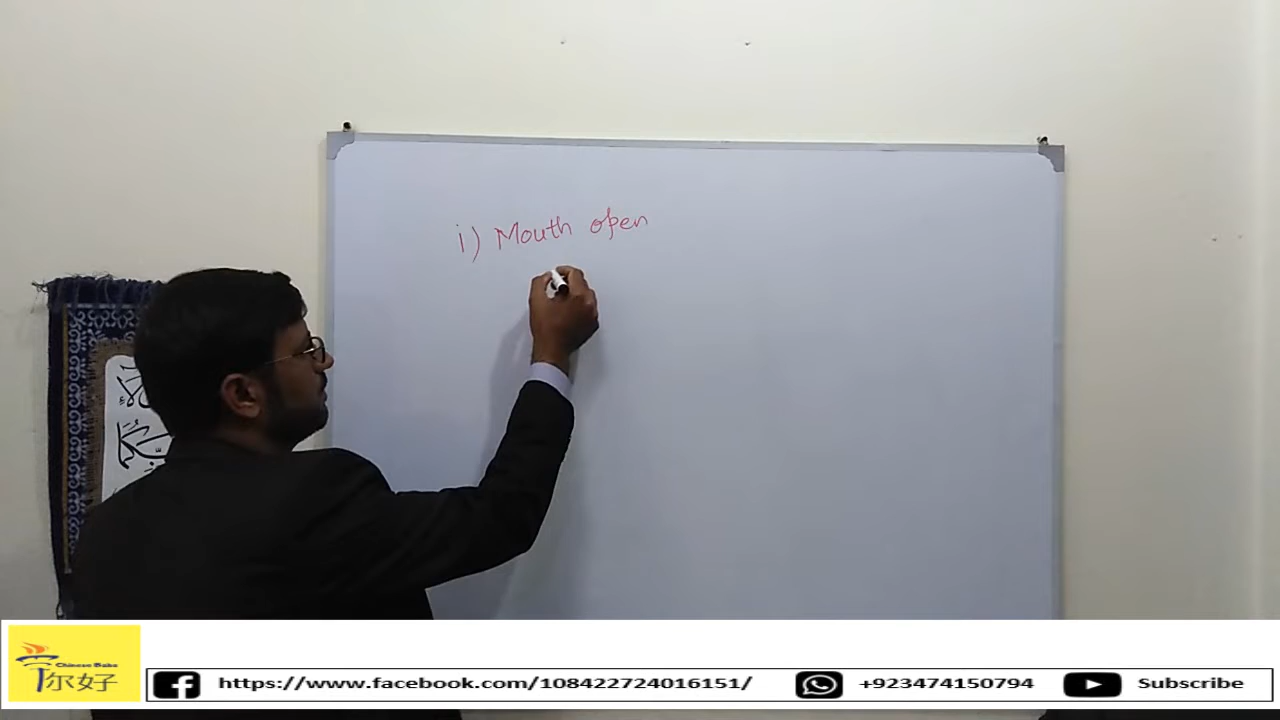 i) Mouth open
Chinese Baba
你好
https://www.facebook.com/108422724016151/
+923474150794
Subscribe